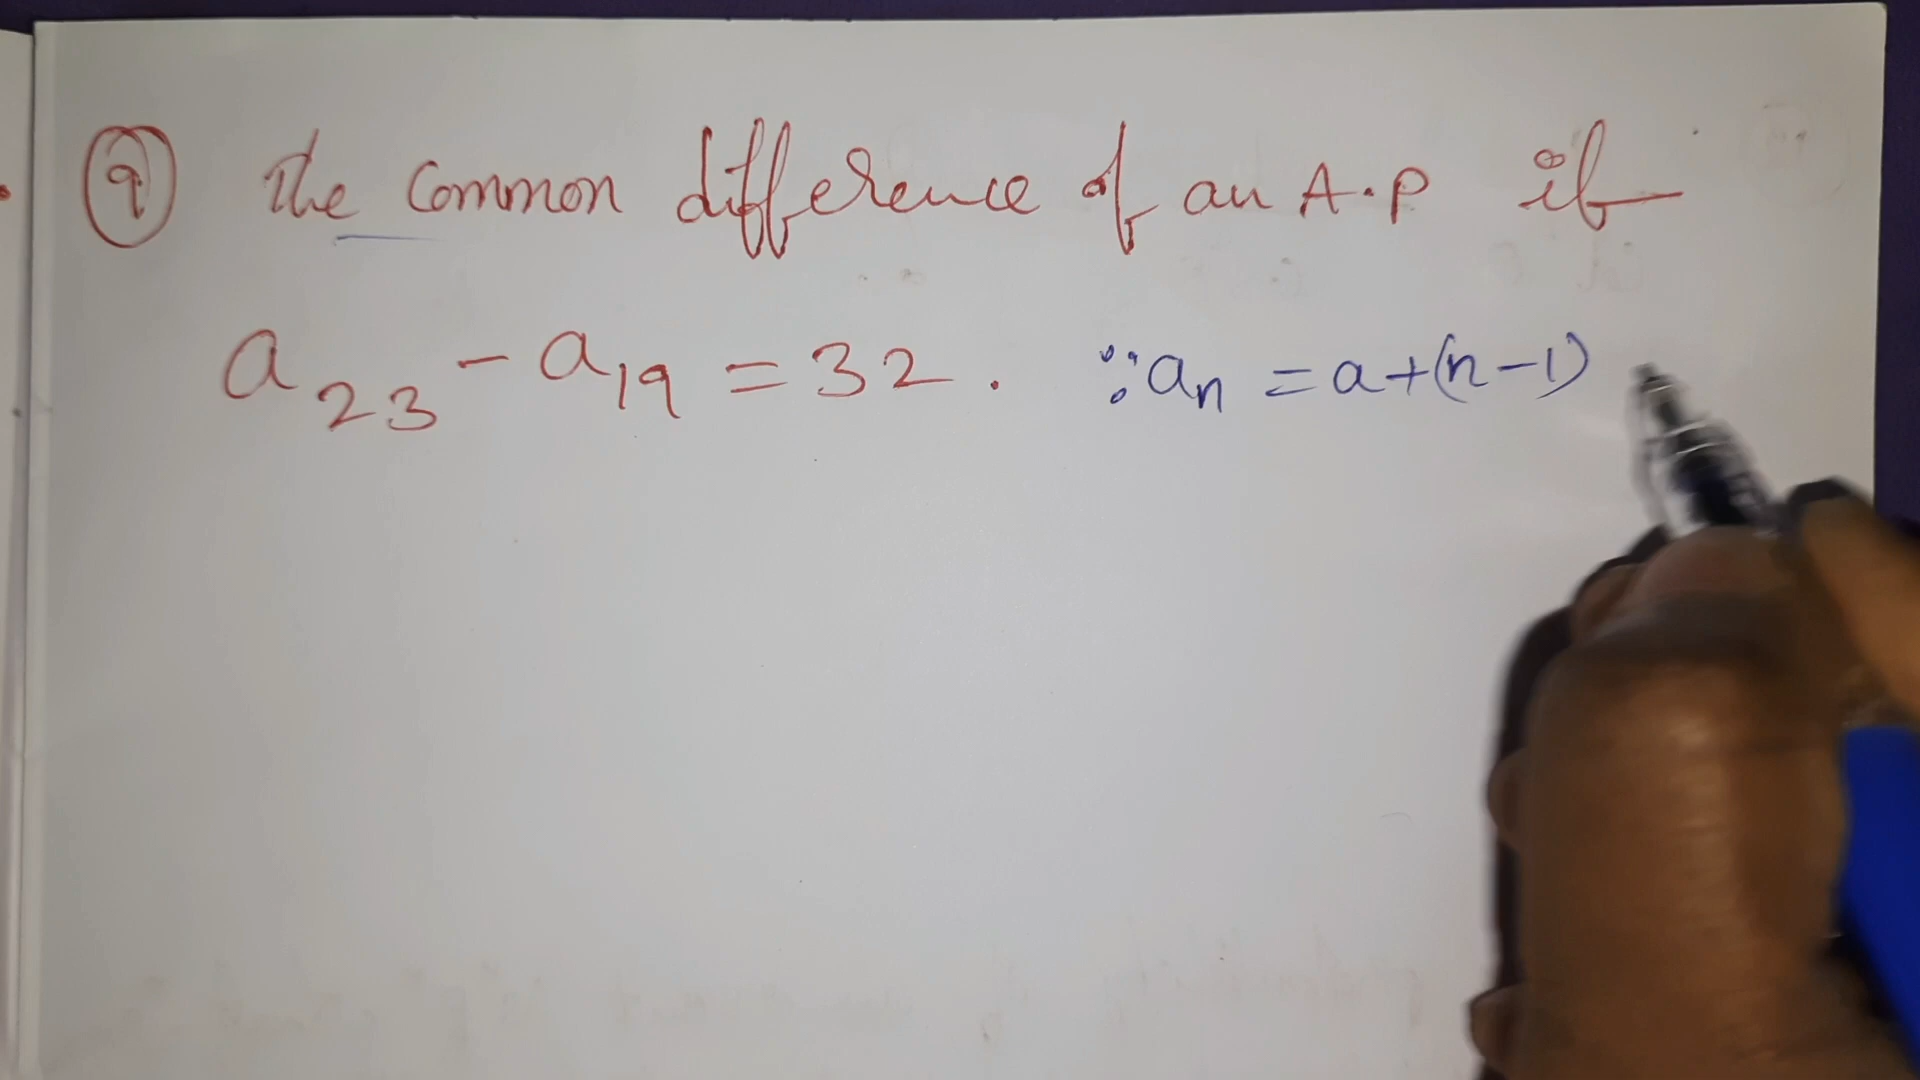 9 The Common difference of an A.P if
a23 - a19 = 32. ∵ an = a+(n-1)